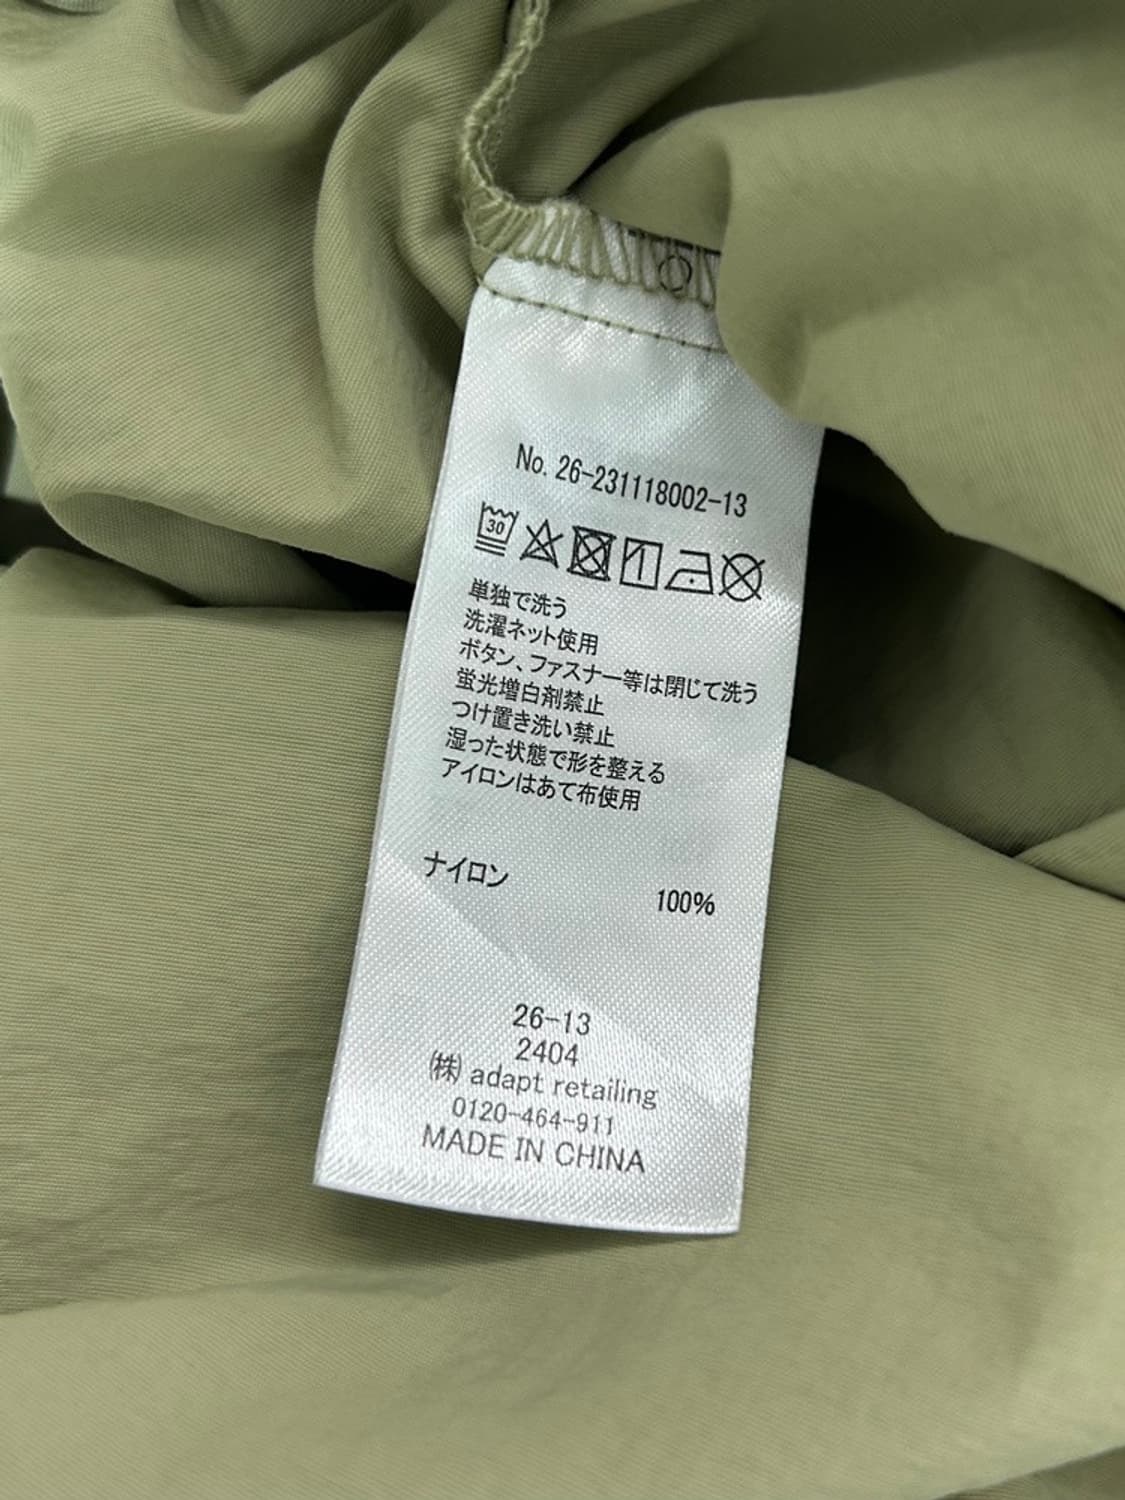 No. 26-231118002-13
30
単独で洗う
洗濯ネット使用
ボタン、ファスナー等は閉じて洗う
蛍光増白剤禁止
つけ置き洗い禁止
湿った状態で形を整える
アイロンはあて布使用
ナイロン 100%
26-13
2404
㈱ adapt retailing
0120-464-911
MADE IN CHINA